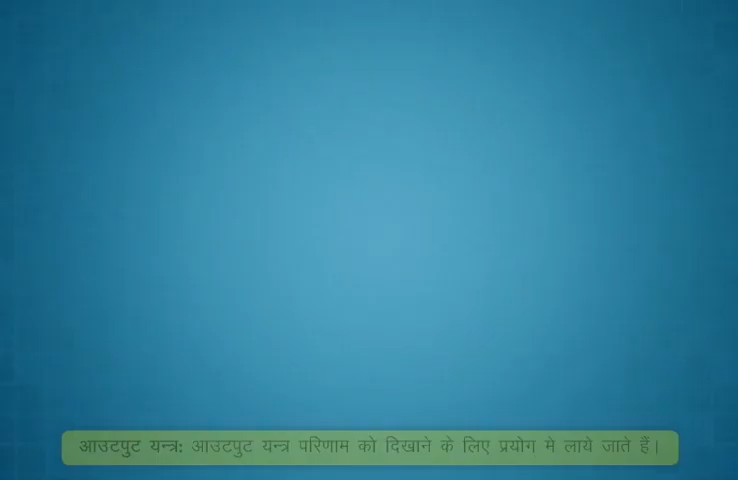 आउटपुट यन्त्र: आउटपुट यन्त्र परिणाम को दिखाने के लिए प्रयोग मे लाये जाते हैं।